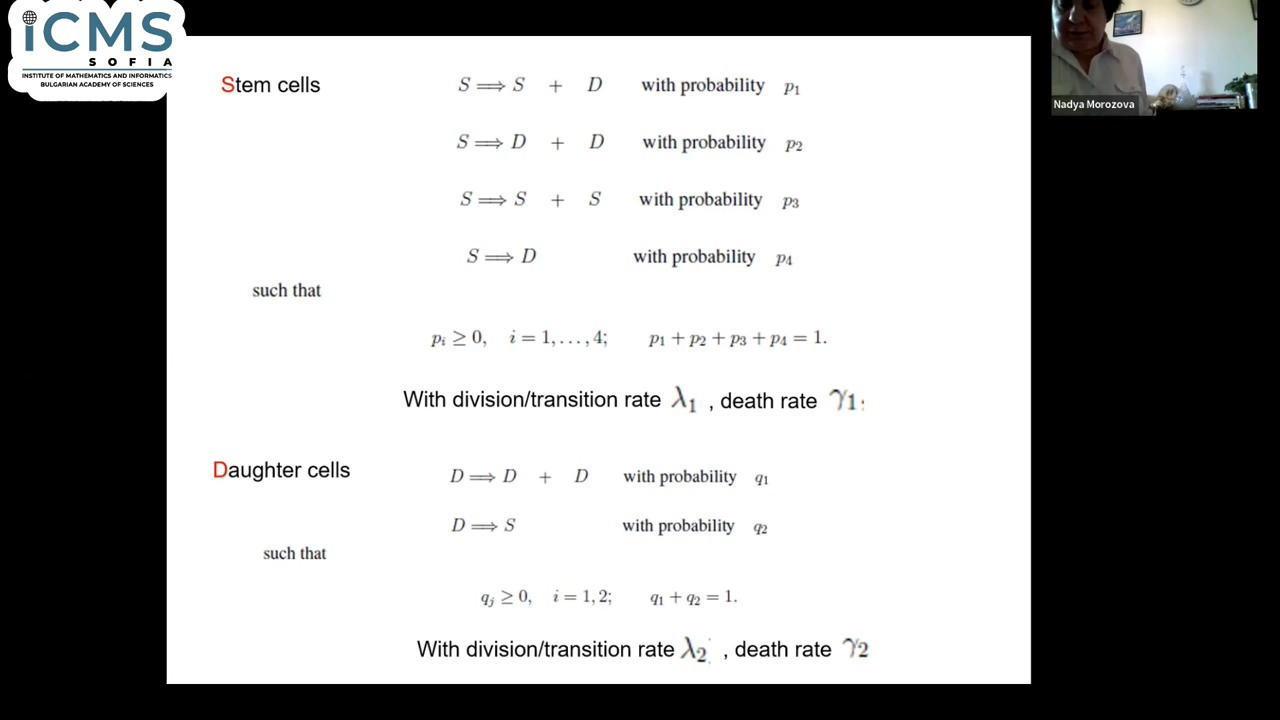 iCMS
SOFIA
INSTITUTE OF MATHEMATICS AND INFORMATICS
BULGARIAN ACADEMY OF SCIENCES
Nadya Morozova
Stem cells
S ⟹ S + D with probability p₁
S ⟹ D + D with probability p₂
S ⟹ S + S with probability p₃
S ⟹ D with probability p₄
such that
pᵢ ≥ 0, i = 1, . . . , 4; p₁ + p₂ + p₃ + p₄ = 1.
With division/transition rate λ₁ , death rate γ₁;
Daughter cells
D ⟹ D + D with probability q₁
D ⟹ S with probability q₂
such that
qⱼ ≥ 0, i = 1, 2; q₁ + q₂ = 1.
With division/transition rate λ₂ , death rate γ₂